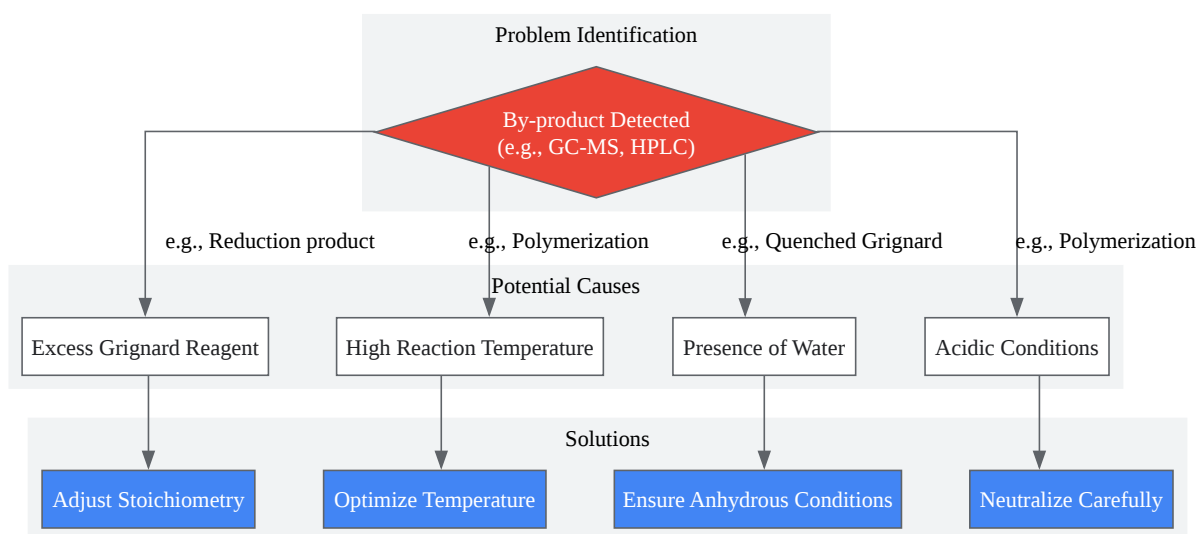 Problem Identification
By-product Detected
(e.g., GC-MS, HPLC)
e.g., Reduction product
e.g., Polymerization
e.g., Quenched Grignard
e.g., Polymerization
Potential Causes
Excess Grignard Reagent
High Reaction Temperature
Presence of Water
Acidic Conditions
Solutions
Adjust Stoichiometry
Optimize Temperature
Ensure Anhydrous Conditions
Neutralize Carefully